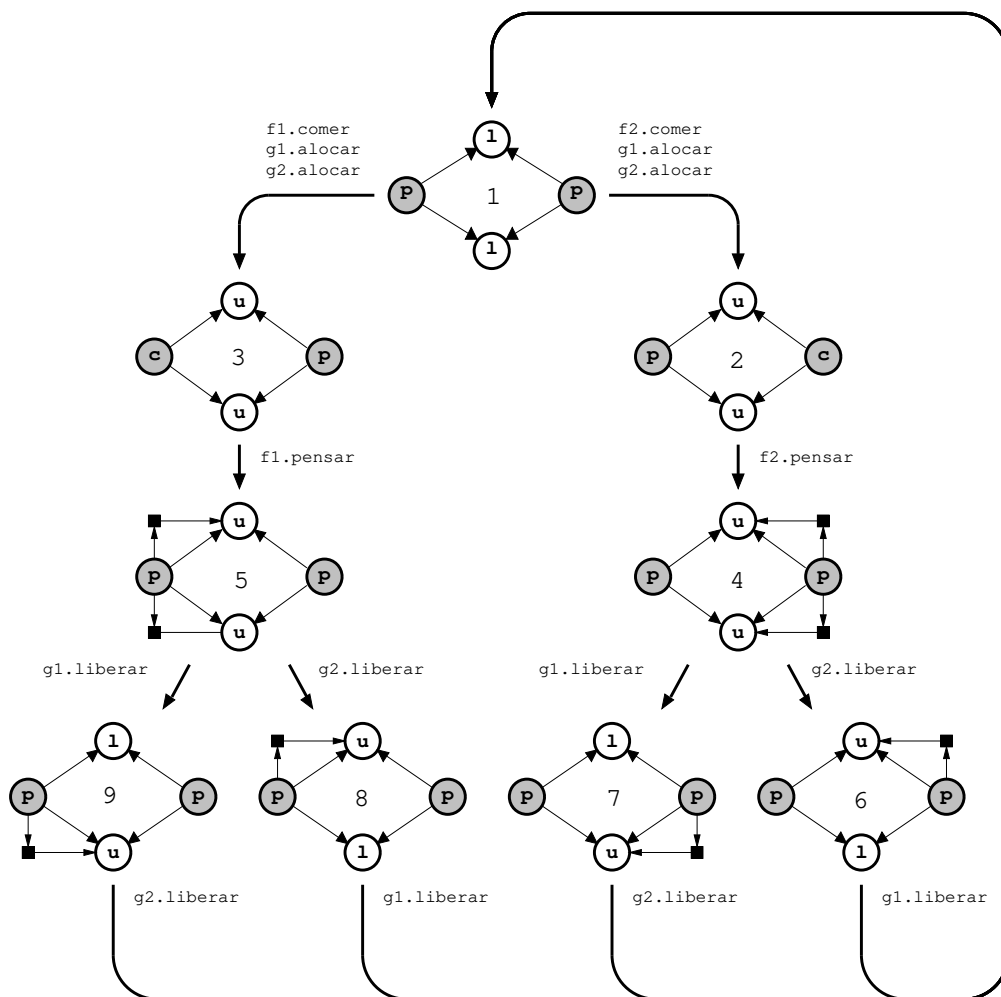 f1.comer
g1.alocar
g2.alocar
f2.comer
g1.alocar
g2.alocar
l
p
1
p
l
u
c
3
p
u
u
p
2
c
u
f1.pensar
f2.pensar
u
p
5
p
u
u
p
4
p
u
g1.liberar
g2.liberar
g1.liberar
g2.liberar
l
p
9
p
u
u
p
8
p
l
l
p
7
p
u
u
p
6
p
l
g2.liberar
g1.liberar
g2.liberar
g1.liberar